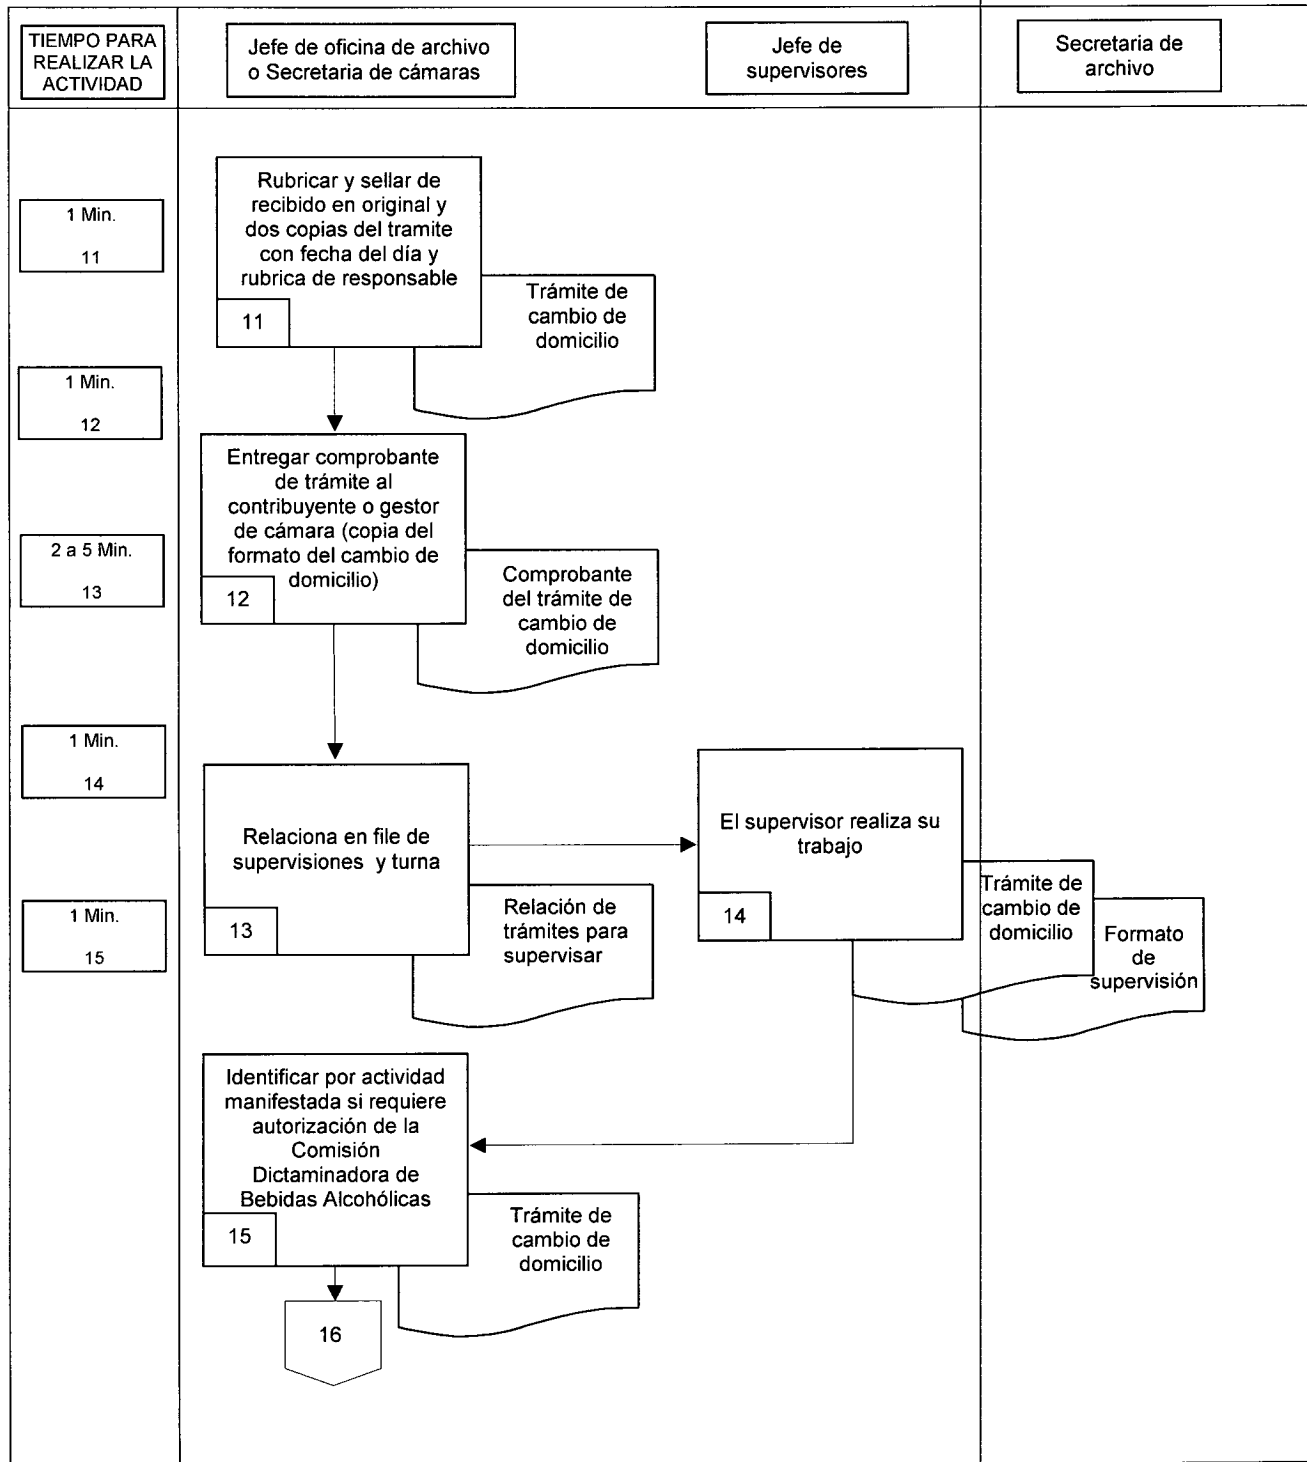 TIEMPO PARA
REALIZAR LA
ACTIVIDAD
Jefe de oficina de archivo
o Secretaria de cámaras
Jefe de
supervisores
Secretaria de
archivo
1 Min.
11
Rubricar y sellar de
recibido en original y
dos copias del tramite
con fecha del día y
rubrica de responsable
11
Trámite de
cambio de
domicilio
1 Min.
12
Entregar comprobante
de trámite al
contribuyente o gestor
de cámara (copia del
formato del cambio de
domicilio)
12
Comprobante
del trámite de
cambio de
domicilio
2 a 5 Min.
13
1 Min.
14
Relaciona en file de
supervisiones y turna
13
Relación de
trámites para
supervisar
El supervisor realiza su
trabajo
14
Trámite de
cambio de
domicilio
Formato
de
supervisión
1 Min.
15
Identificar por actividad
manifestada si requiere
autorización de la
Comisión
Dictaminadora de
Bebidas Alcohólicas
15
Trámite de
cambio de
domicilio
16